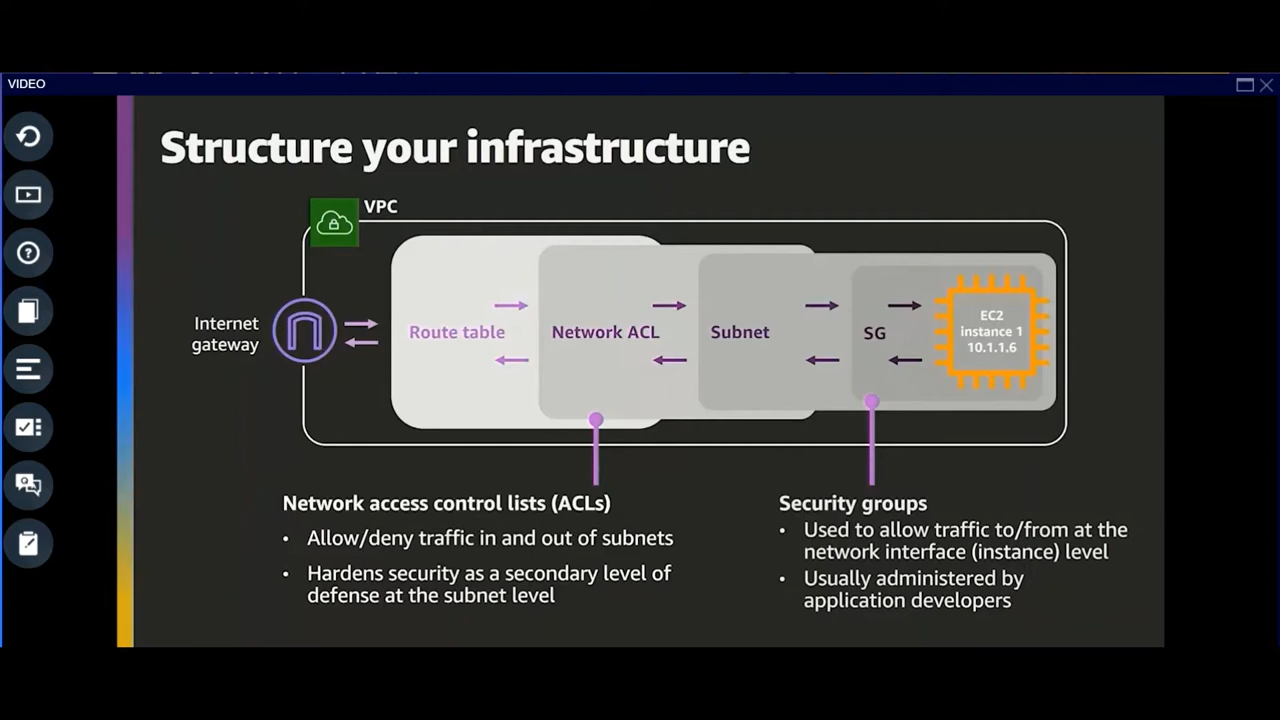 VIDEO
Structure your infrastructure
VPC
Internet
gateway
Route table
Network ACL
Subnet
SG
EC2
instance 1
10.1.1.6
Network access control lists (ACLs)
• Allow/deny traffic in and out of subnets
• Hardens security as a secondary level of
defense at the subnet level
Security groups
• Used to allow traffic to/from at the
network interface (instance) level
• Usually administered by
application developers